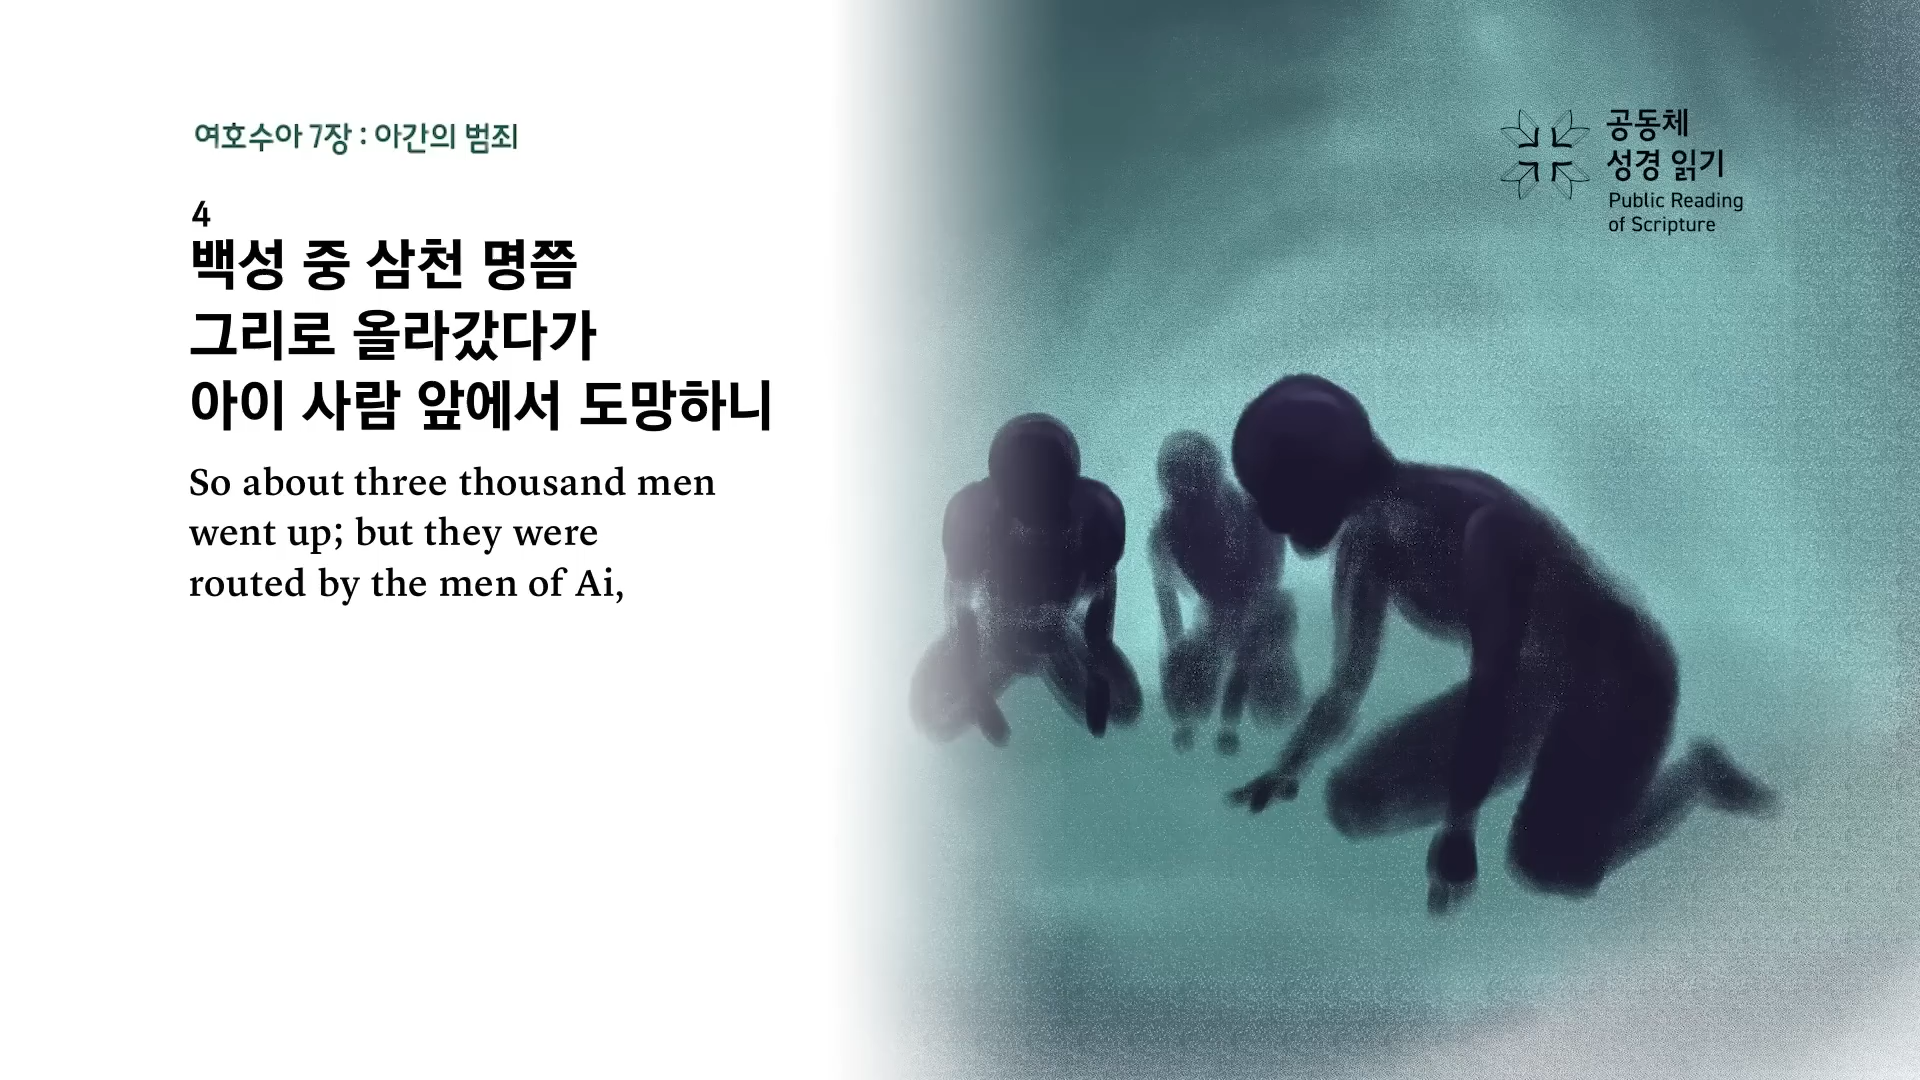 여호수아 7장 : 아간의 범죄
4
백성 중 삼천 명쯤
그리로 올라갔다가
아이 사람 앞에서 도망하니
So about three thousand men
went up; but they were
routed by the men of Ai,
공동체
성경 읽기
Public Reading
of Scripture